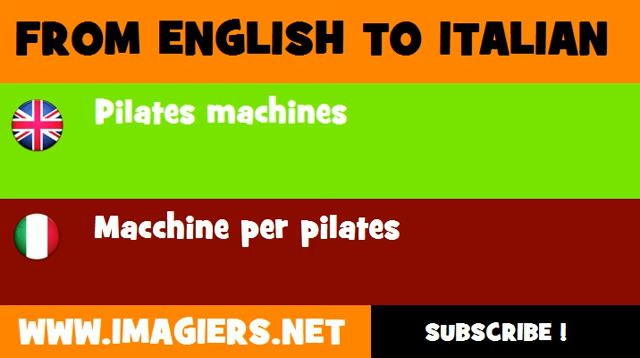 FROM ENGLISH TO ITALIAN
Pilates machines
Macchine per pilates
WWW.IMAGIERS.NET
SUBSCRIBE !